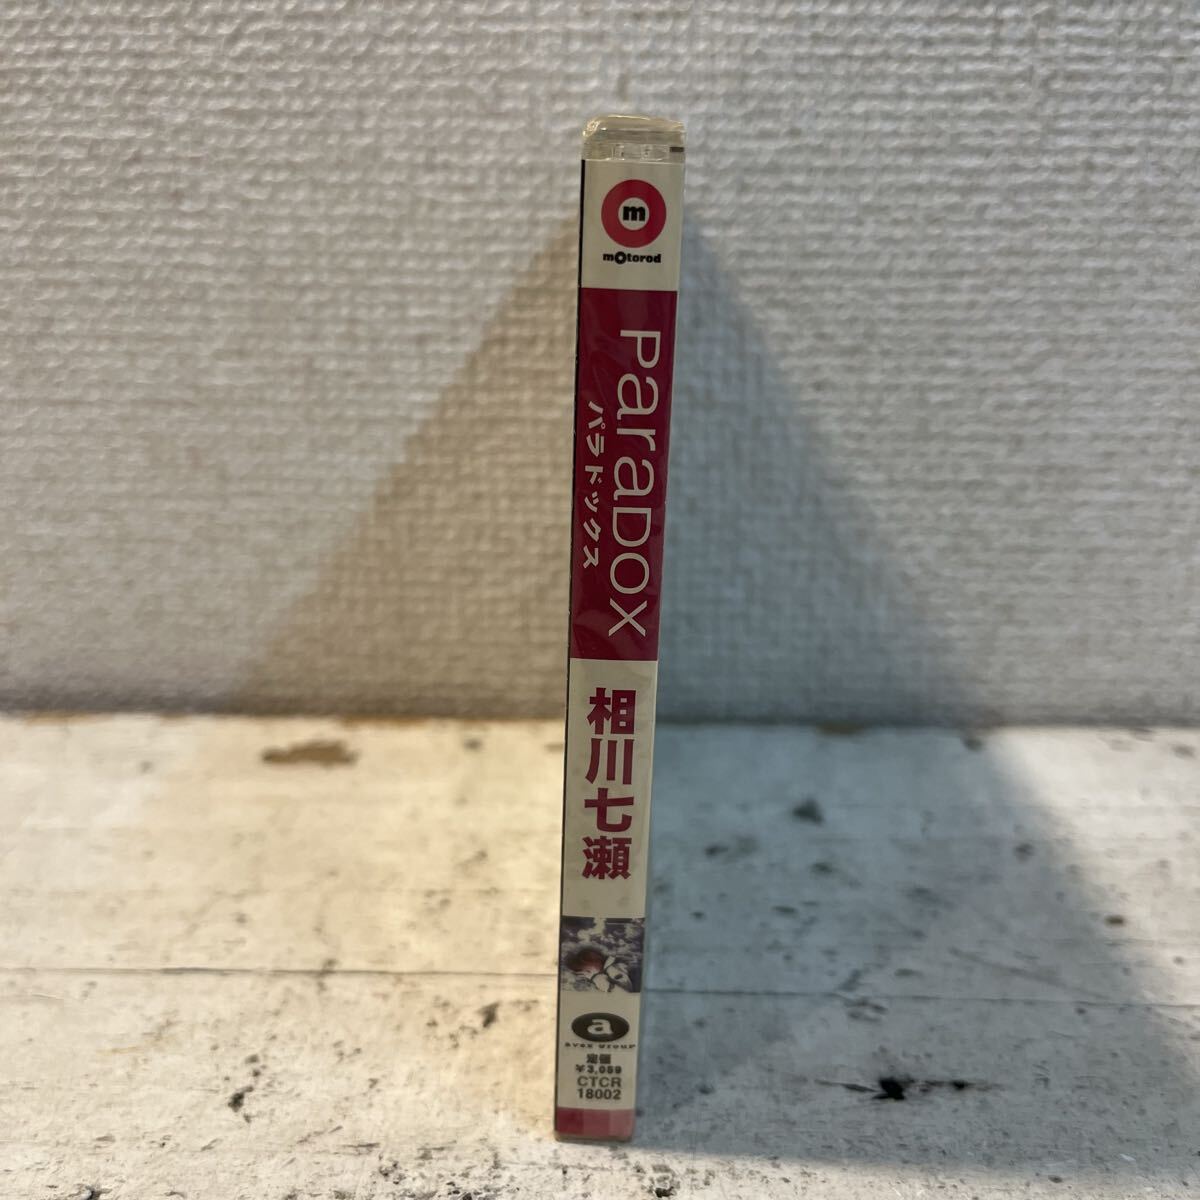 m
motorod
ParaDOX
パラドックス
相川七瀬
a
avex group
定価
¥3,059
CTCR
18002